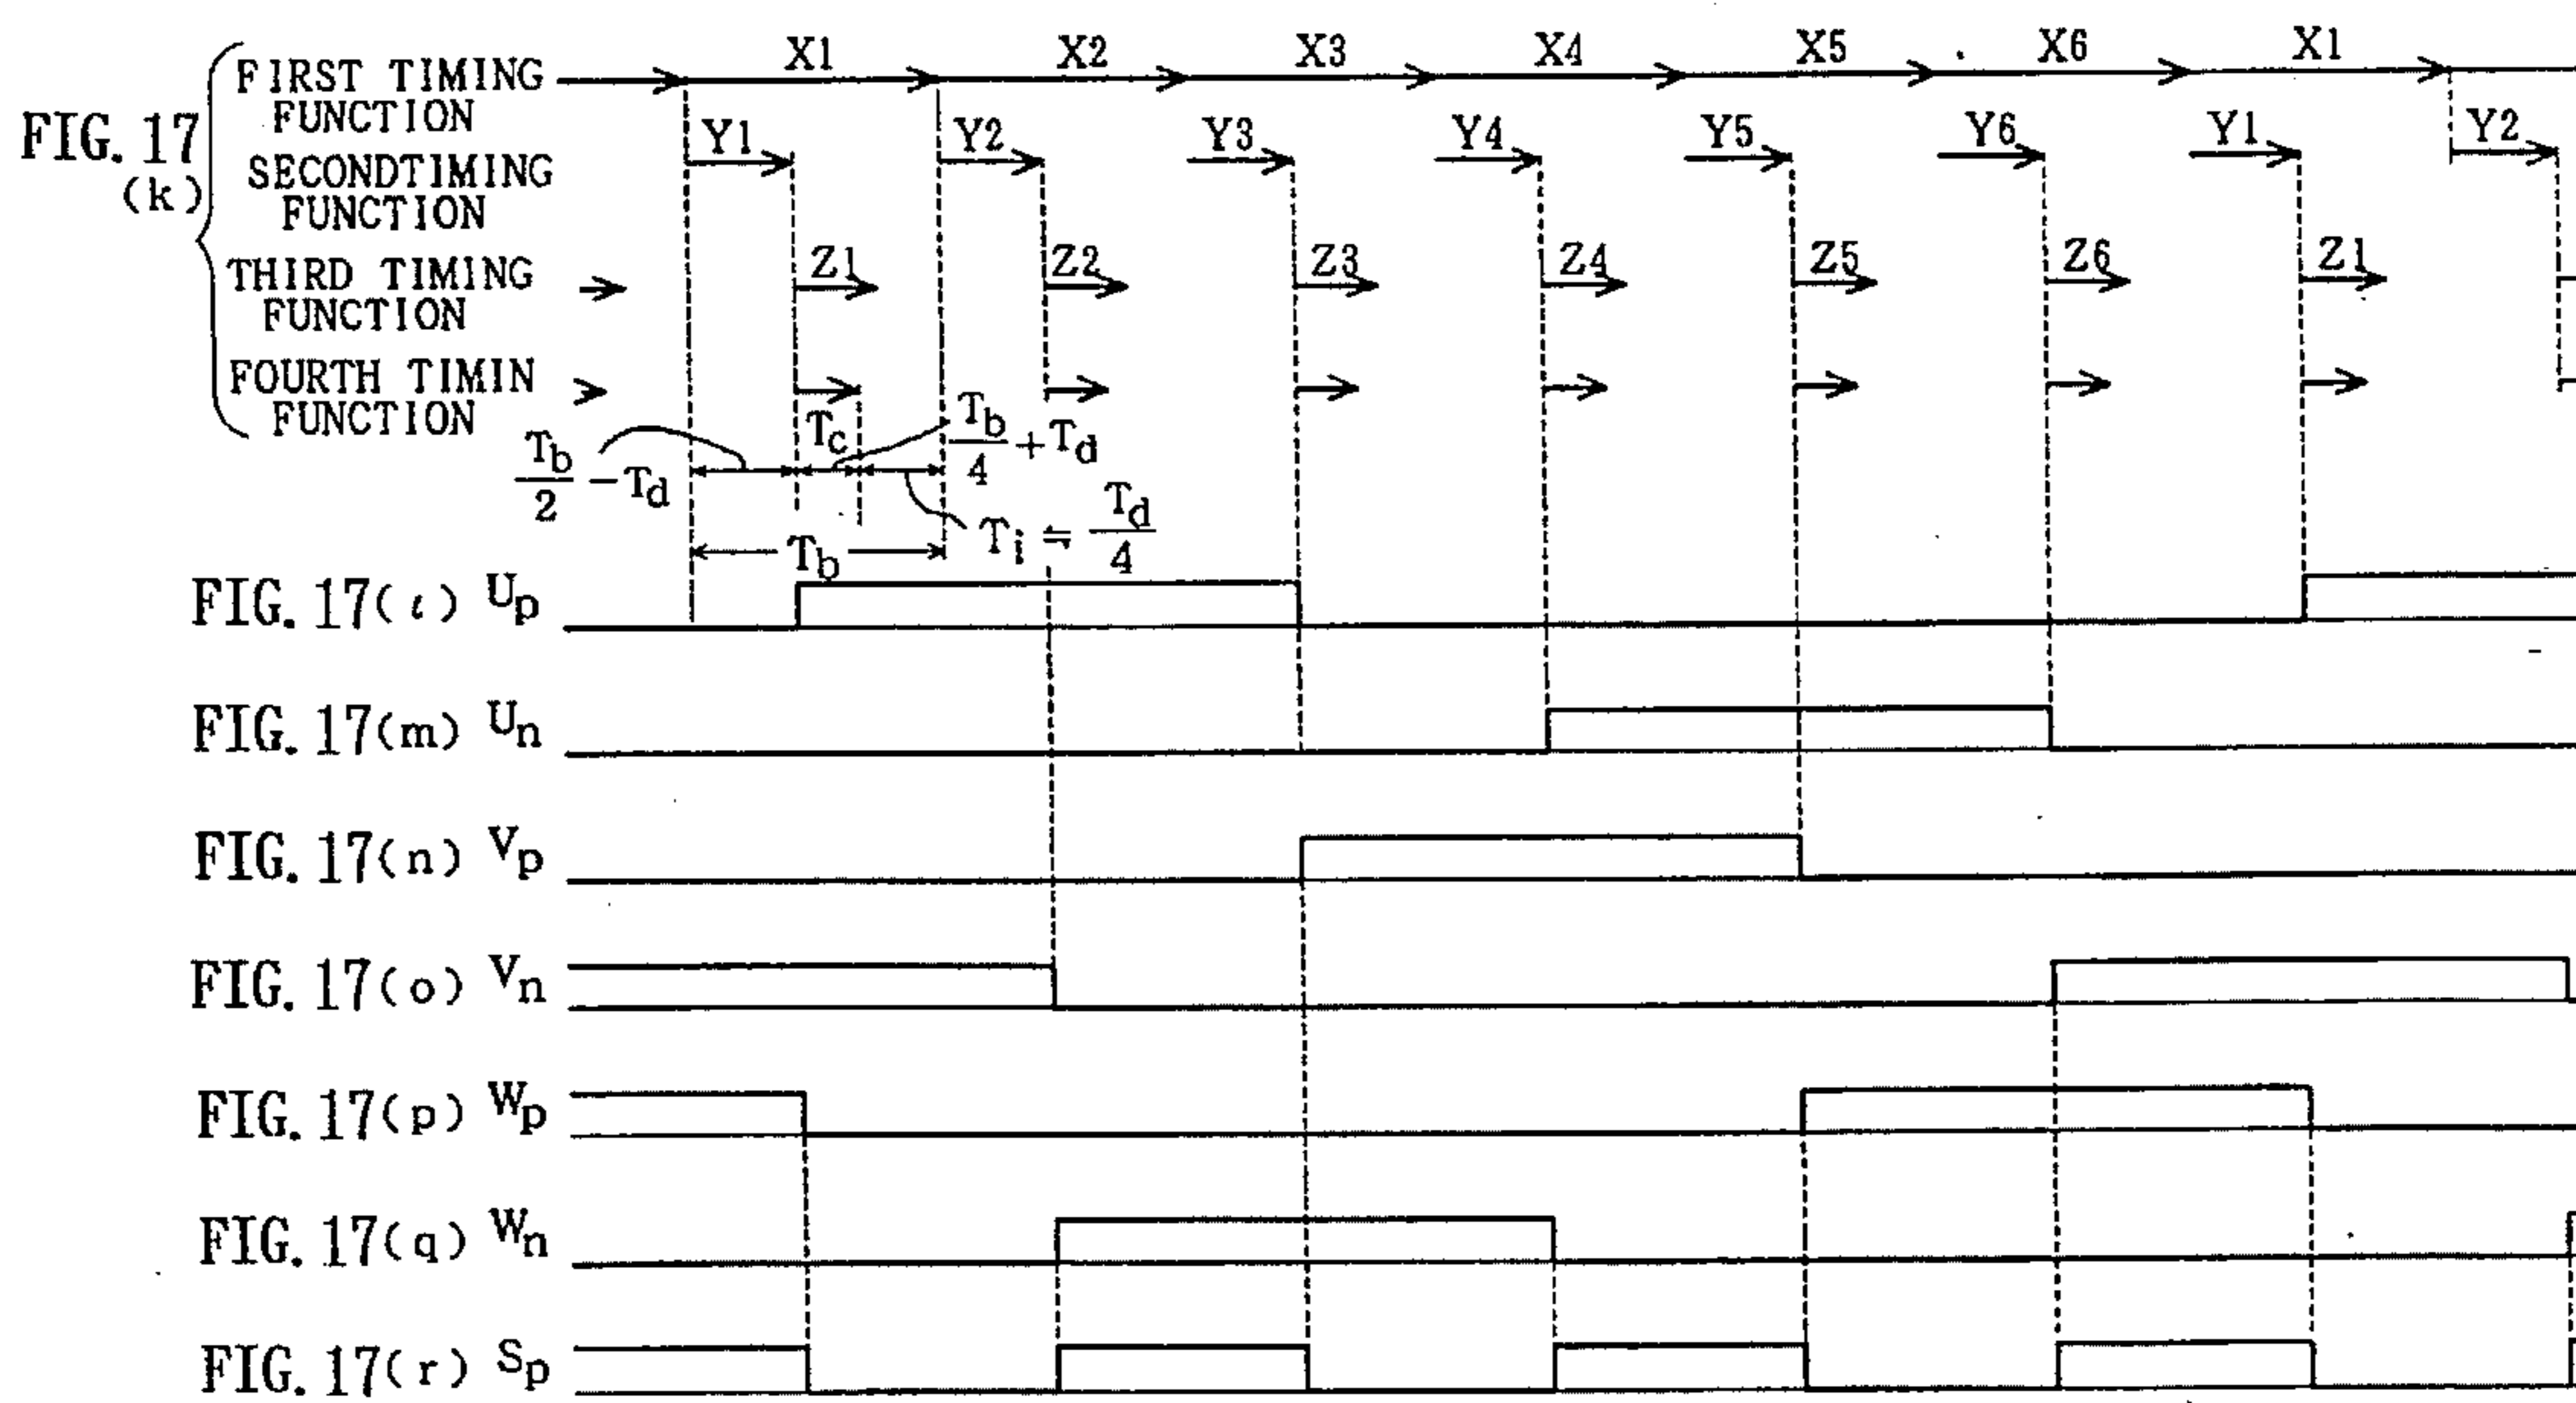 X1 X2 X3 X4 X5 X6 X1
FIRST TIMING
FUNCTION
FIG. 17
(k)
Y1 Y2 Y3 Y4 Y5 Y6 Y1 Y2
SECONDTIMING
FUNCTION
Z1 Z2 Z3 Z4 Z5 Z6 Z1
THIRD TIMING
FUNCTION
FOURTH TIMIN
FUNCTION
Tb/2 - Td
Tc
Tb/4 + Td
Ti ≒ Td/4
Tb
FIG. 17(ι) Up
FIG. 17(m) Un
FIG. 17(n) Vp
FIG. 17(o) Vn
FIG. 17(p) Wp
FIG. 17(q) Wn
FIG. 17(r) Sp